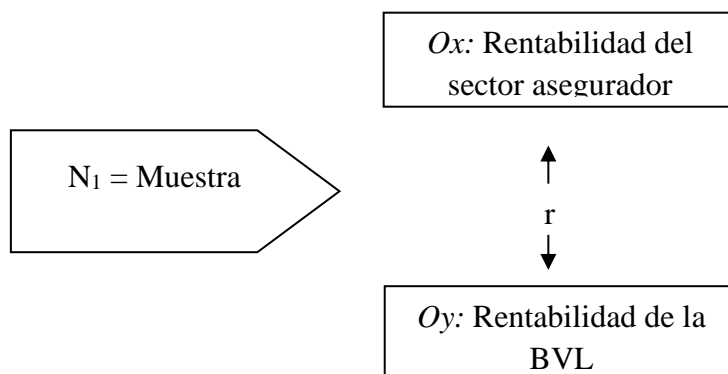 Ox: Rentabilidad del
sector asegurador
N₁ = Muestra
r
Oy: Rentabilidad de la
BVL